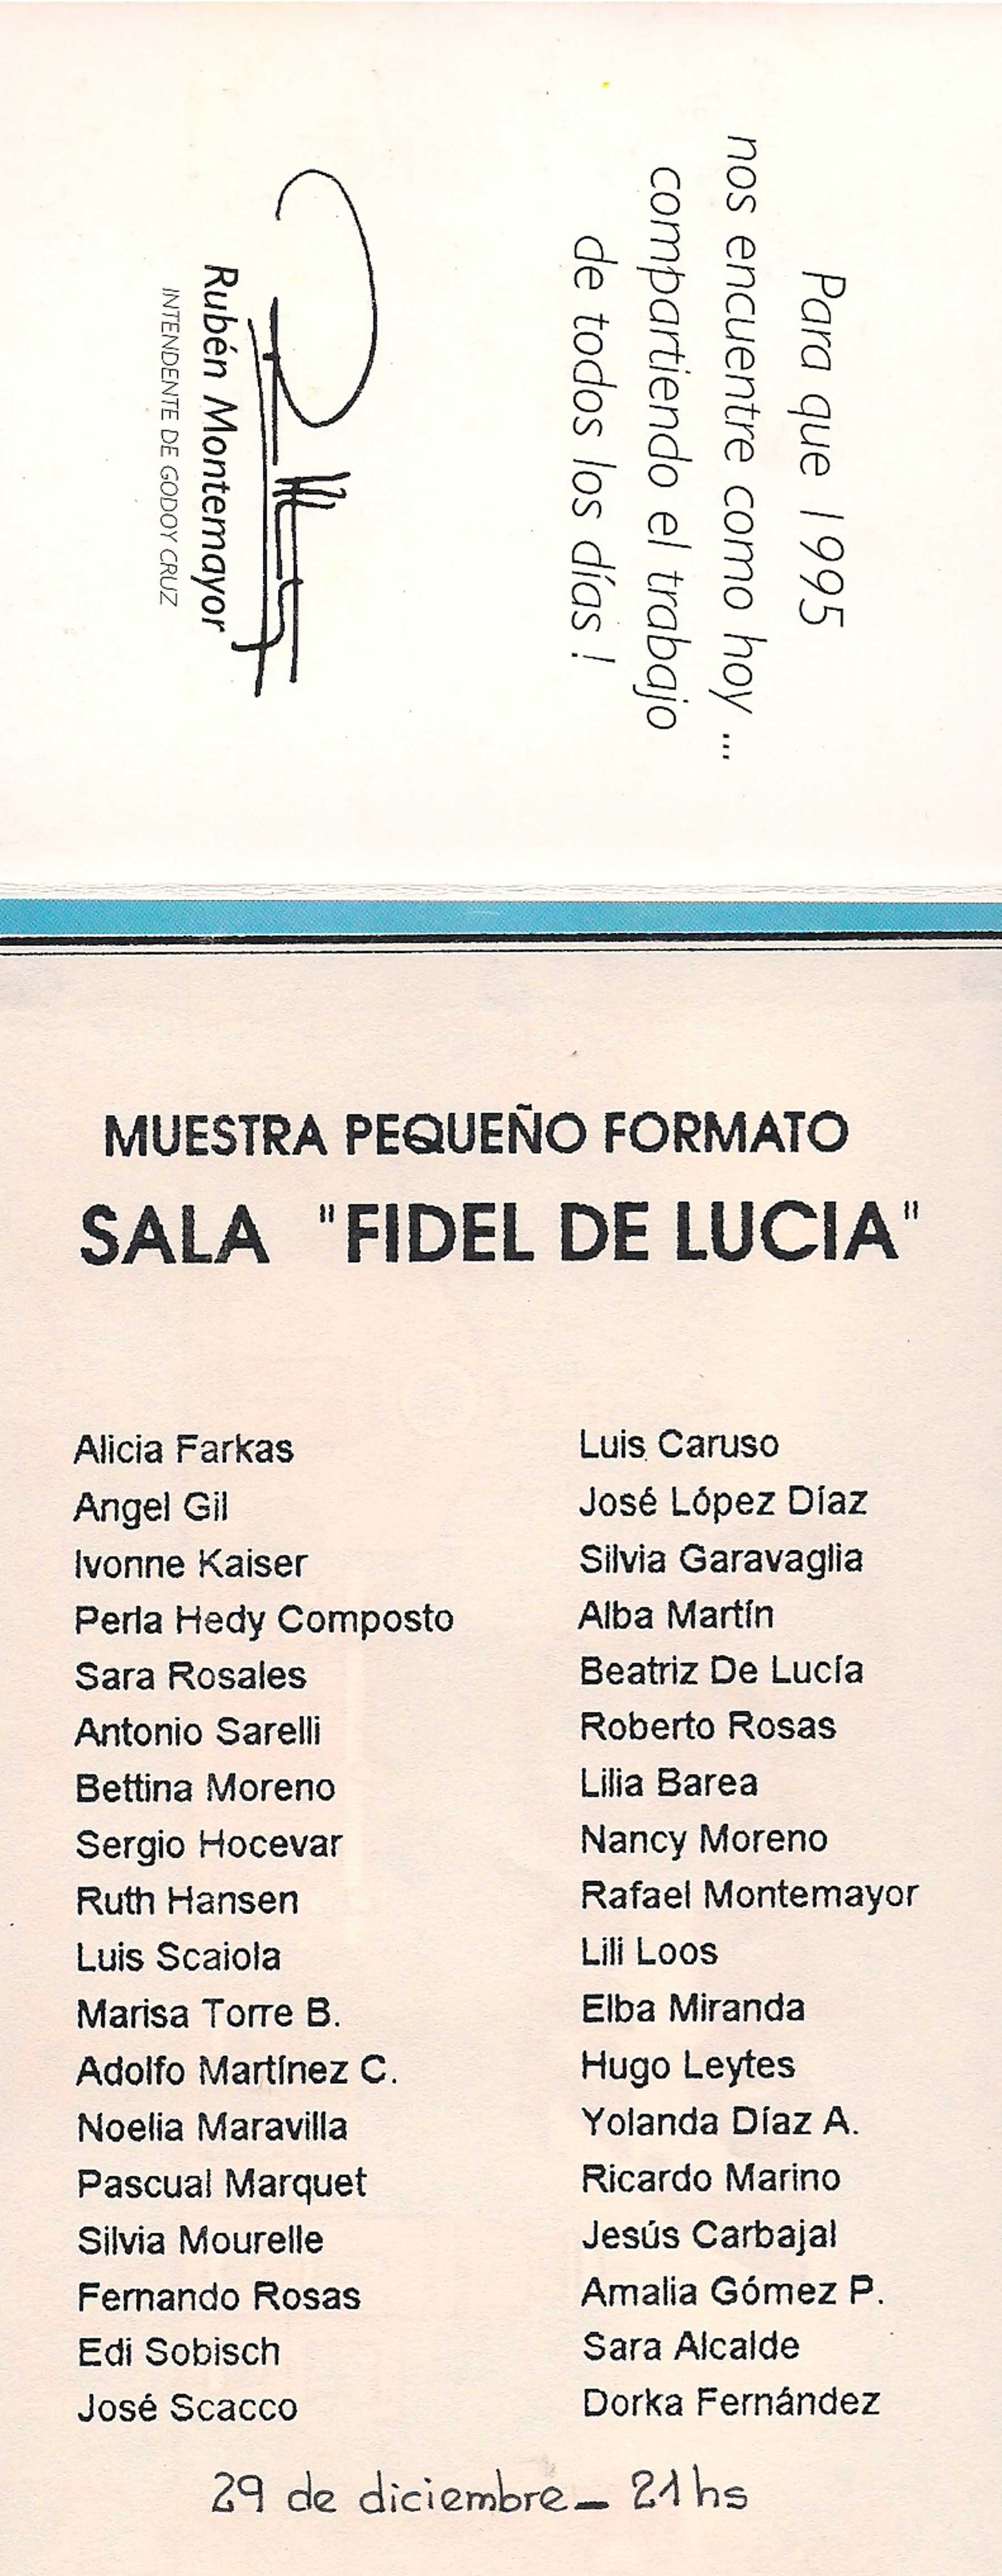 Para que 1995
nos encuentre como hoy ...
compartiendo el trabajo
de todos los días !
Rubén Montemayor
INTENDENTE DE GODOY CRUZ
MUESTRA PEQUEÑO FORMATO
SALA "FIDEL DE LUCIA"
Alicia Farkas
Angel Gil
Ivonne Kaiser
Perla Hedy Composto
Sara Rosales
Antonio Sarelli
Bettina Moreno
Sergio Hocevar
Ruth Hansen
Luis Scaiola
Marisa Torre B.
Adolfo Martínez C.
Noelia Maravilla
Pascual Marquet
Silvia Mourelle
Fernando Rosas
Edi Sobisch
José Scacco
Luis Caruso
José López Díaz
Silvia Garavaglia
Alba Martín
Beatriz De Lucía
Roberto Rosas
Lilia Barea
Nancy Moreno
Rafael Montemayor
Lili Loos
Elba Miranda
Hugo Leytes
Yolanda Díaz A.
Ricardo Marino
Jesús Carbajal
Amalia Gómez P.
Sara Alcalde
Dorka Fernández
29 de diciembre - 21 hs